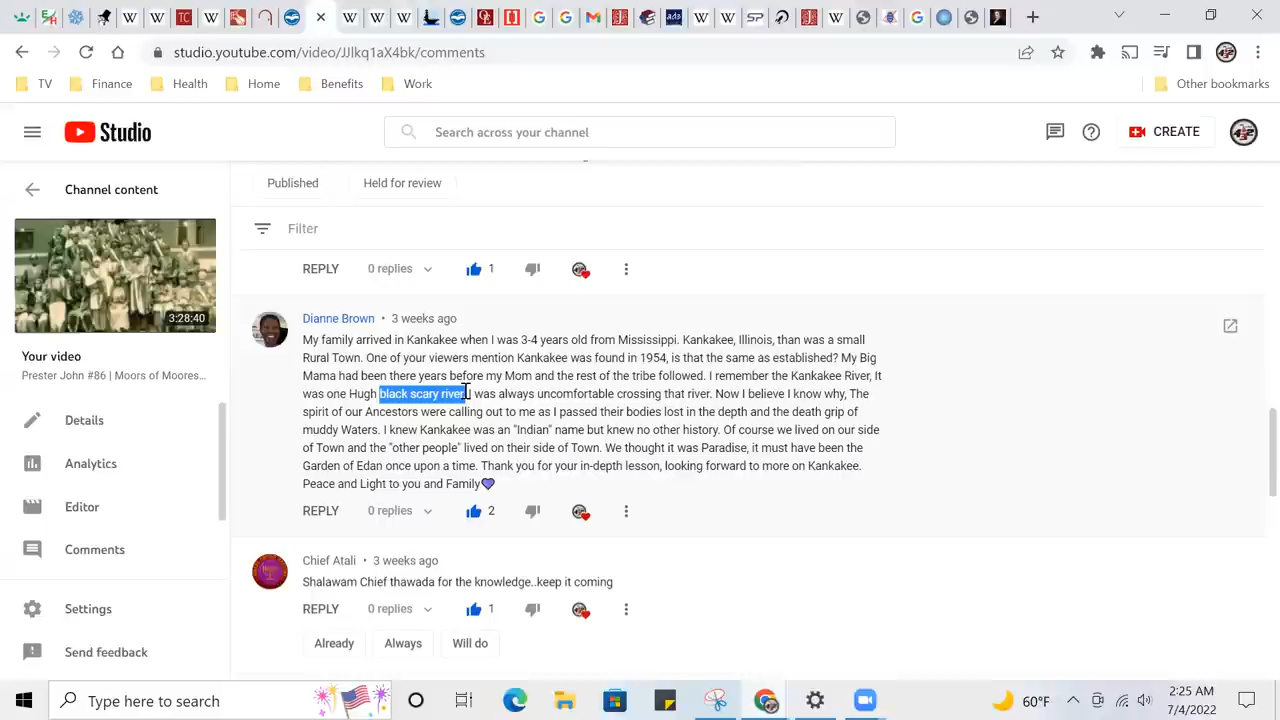 studio.youtube.com/video/JJlkq1aX4bk/comments
TV Finance Health Home Benefits Work Other bookmarks
Studio Search across your channel CREATE
Channel content
3:28:40
Your video
Prester John #86 | Moors of Moores...
Details
Analytics
Editor
Comments
Settings
Send feedback
Published Held for review
Filter
REPLY 0 replies 1
Dianne Brown • 3 weeks ago
My family arrived in Kankakee when I was 3-4 years old from Mississippi. Kankakee, Illinois, than was a small
Rural Town. One of your viewers mention Kankakee was found in 1954, is that the same as established? My Big
Mama had been there years before my Mom and the rest of the tribe followed. I remember the Kankakee River, It
was one Hugh black scary river. I was always uncomfortable crossing that river. Now I believe I know why, The
spirit of our Ancestors were calling out to me as I passed their bodies lost in the depth and the death grip of
muddy Waters. I knew Kankakee was an "Indian" name but knew no other history. Of course we lived on our side
of Town and the "other people" lived on their side of Town. We thought it was Paradise, it must have been the
Garden of Edan once upon a time. Thank you for your in-depth lesson, looking forward to more on Kankakee.
Peace and Light to you and Family💜
REPLY 0 replies 2
Chief Atali • 3 weeks ago
Shalawam Chief thawada for the knowledge..keep it coming
REPLY 0 replies 1
Already Always Will do
Type here to search
60°F
2:25 AM
7/4/2022